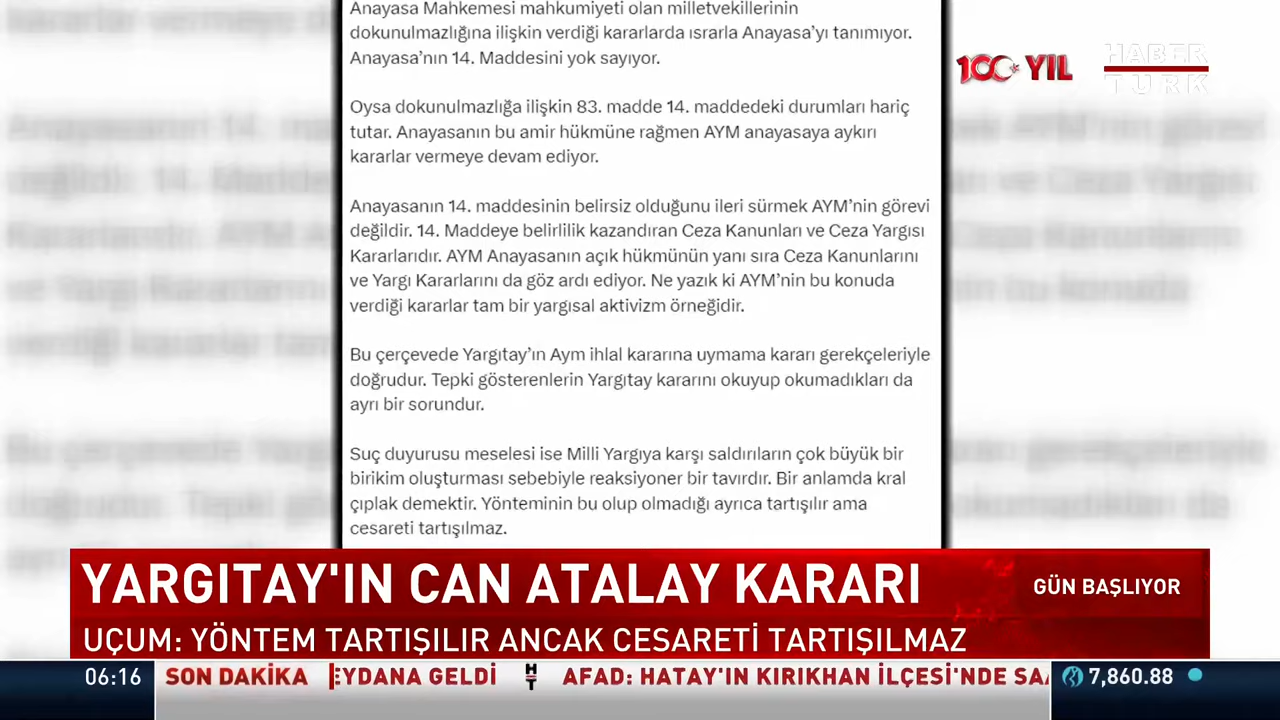 Anayasa Mahkemesi mahkumiyeti olan milletvekillerinin
dokunulmazlığına ilişkin verdiği kararlarda ısrarla Anayasa'yı tanımıyor.
Anayasa'nın 14. Maddesini yok sayıyor.
100 YIL
HABER
TÜRK
Oysa dokunulmazlığa ilişkin 83. madde 14. maddedeki durumları hariç
tutar. Anayasanın bu amir hükmüne rağmen AYM anayasaya aykırı
kararlar vermeye devam ediyor.
Anayasanın 14. maddesinin belirsiz olduğunu ileri sürmek AYM'nin görevi
değildir. 14. Maddeye belirlilik kazandıran Ceza Kanunları ve Ceza Yargısı
Kararlarıdır. AYM Anayasanın açık hükmünün yanı sıra Ceza Kanunlarını
ve Yargı Kararlarını da göz ardı ediyor. Ne yazık ki AYM'nin bu konuda
verdiği kararlar tam bir yargısal aktivizm örneğidir.
Bu çerçevede Yargıtay'ın Aym ihlal kararına uymama kararı gerekçeleriyle
doğrudur. Tepki gösterenlerin Yargıtay kararını okuyup okumadıkları da
ayrı bir sorundur.
Suç duyurusu meselesi ise Milli Yargıya karşı saldırıların çok büyük bir
birikim oluşturması sebebiyle reaksiyoner bir tavırdır. Bir anlamda kral
çıplak demektir. Yönteminin bu olup olmadığı ayrıca tartışılır ama
cesareti tartışılmaz.
YARGITAY'IN CAN ATALAY KARARI
GÜN BAŞLIYOR
UÇUM: YÖNTEM TARTIŞILIR ANCAK CESARETİ TARTIŞILMAZ
06:16 SON DAKİKA EYDANA GELDİ HT AFAD: HATAY'IN KIRIKHAN İLÇESİ'NDE SAA 7,860.88